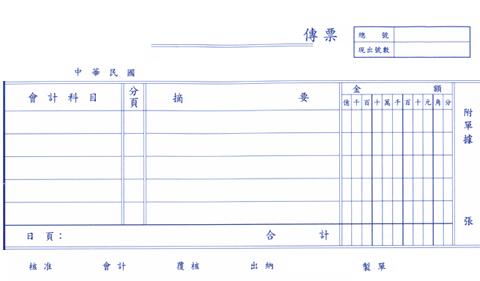 傳票
總號
現出號數
中華民國
會計科目 分頁 摘要 金額
億千百十萬千百十元角分
附單據 張
日頁： 合計
核准 會計 覆核 出納 製單